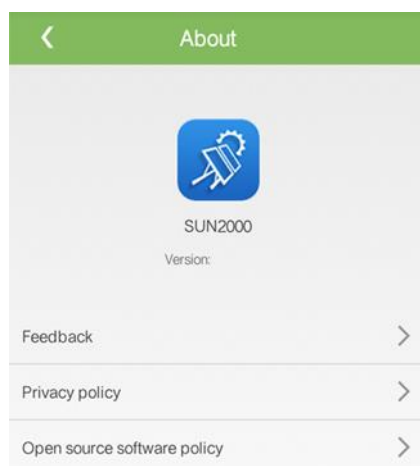 About
SUN2000
Version:
Feedback
Privacy policy
Open source software policy